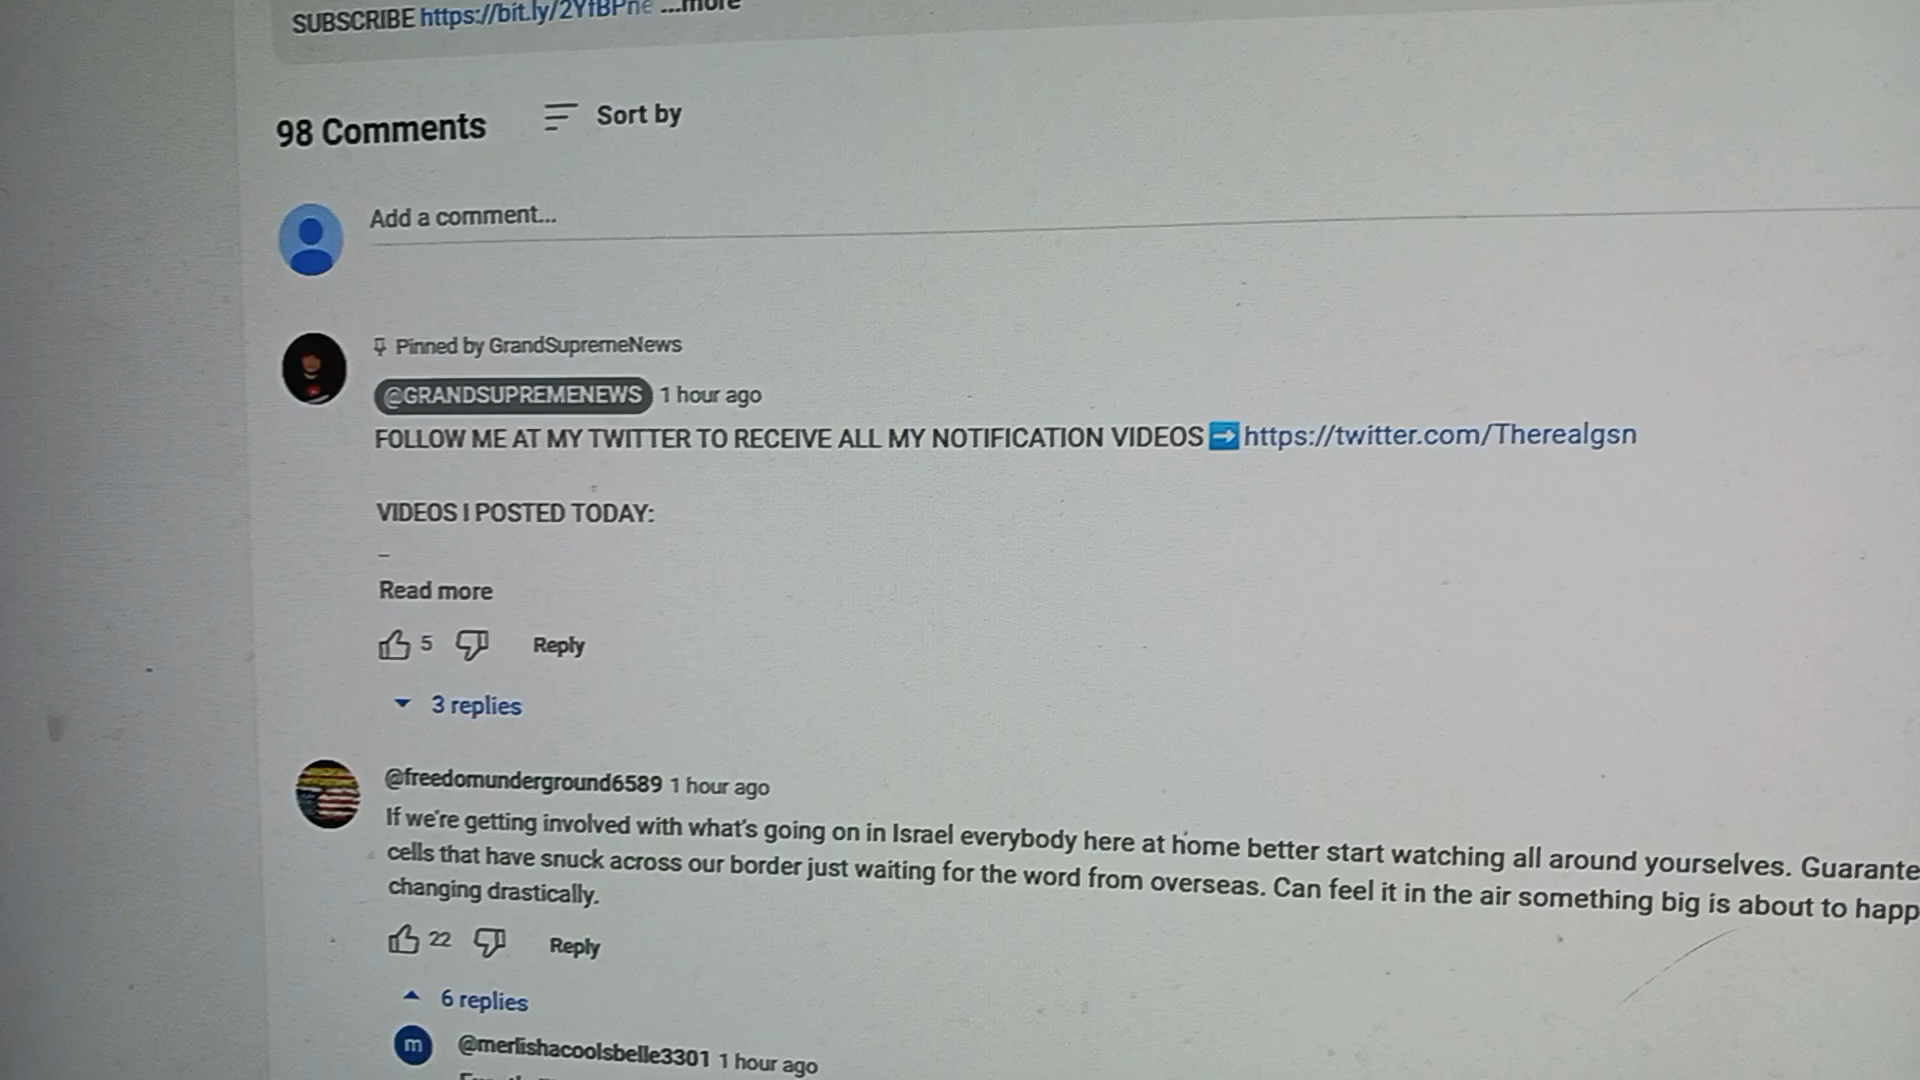 SUBSCRIBE https://bit.ly/2YfBPne ...more
98 Comments Sort by
Add a comment...
Pinned by GrandSupremeNews
@GRANDSUPREMENEWS 1 hour ago
FOLLOW ME AT MY TWITTER TO RECEIVE ALL MY NOTIFICATION VIDEOS ➡ https://twitter.com/Therealgsn
VIDEOS I POSTED TODAY:
–
Read more
5 Reply
3 replies
@freedomunderground6589 1 hour ago
If we're getting involved with what's going on in Israel everybody here at home better start watching all around yourselves. Guarante
cells that have snuck across our border just waiting for the word from overseas. Can feel it in the air something big is about to happ
changing drastically.
22 Reply
6 replies
m @merlishacoolsbelle3301 1 hour ago